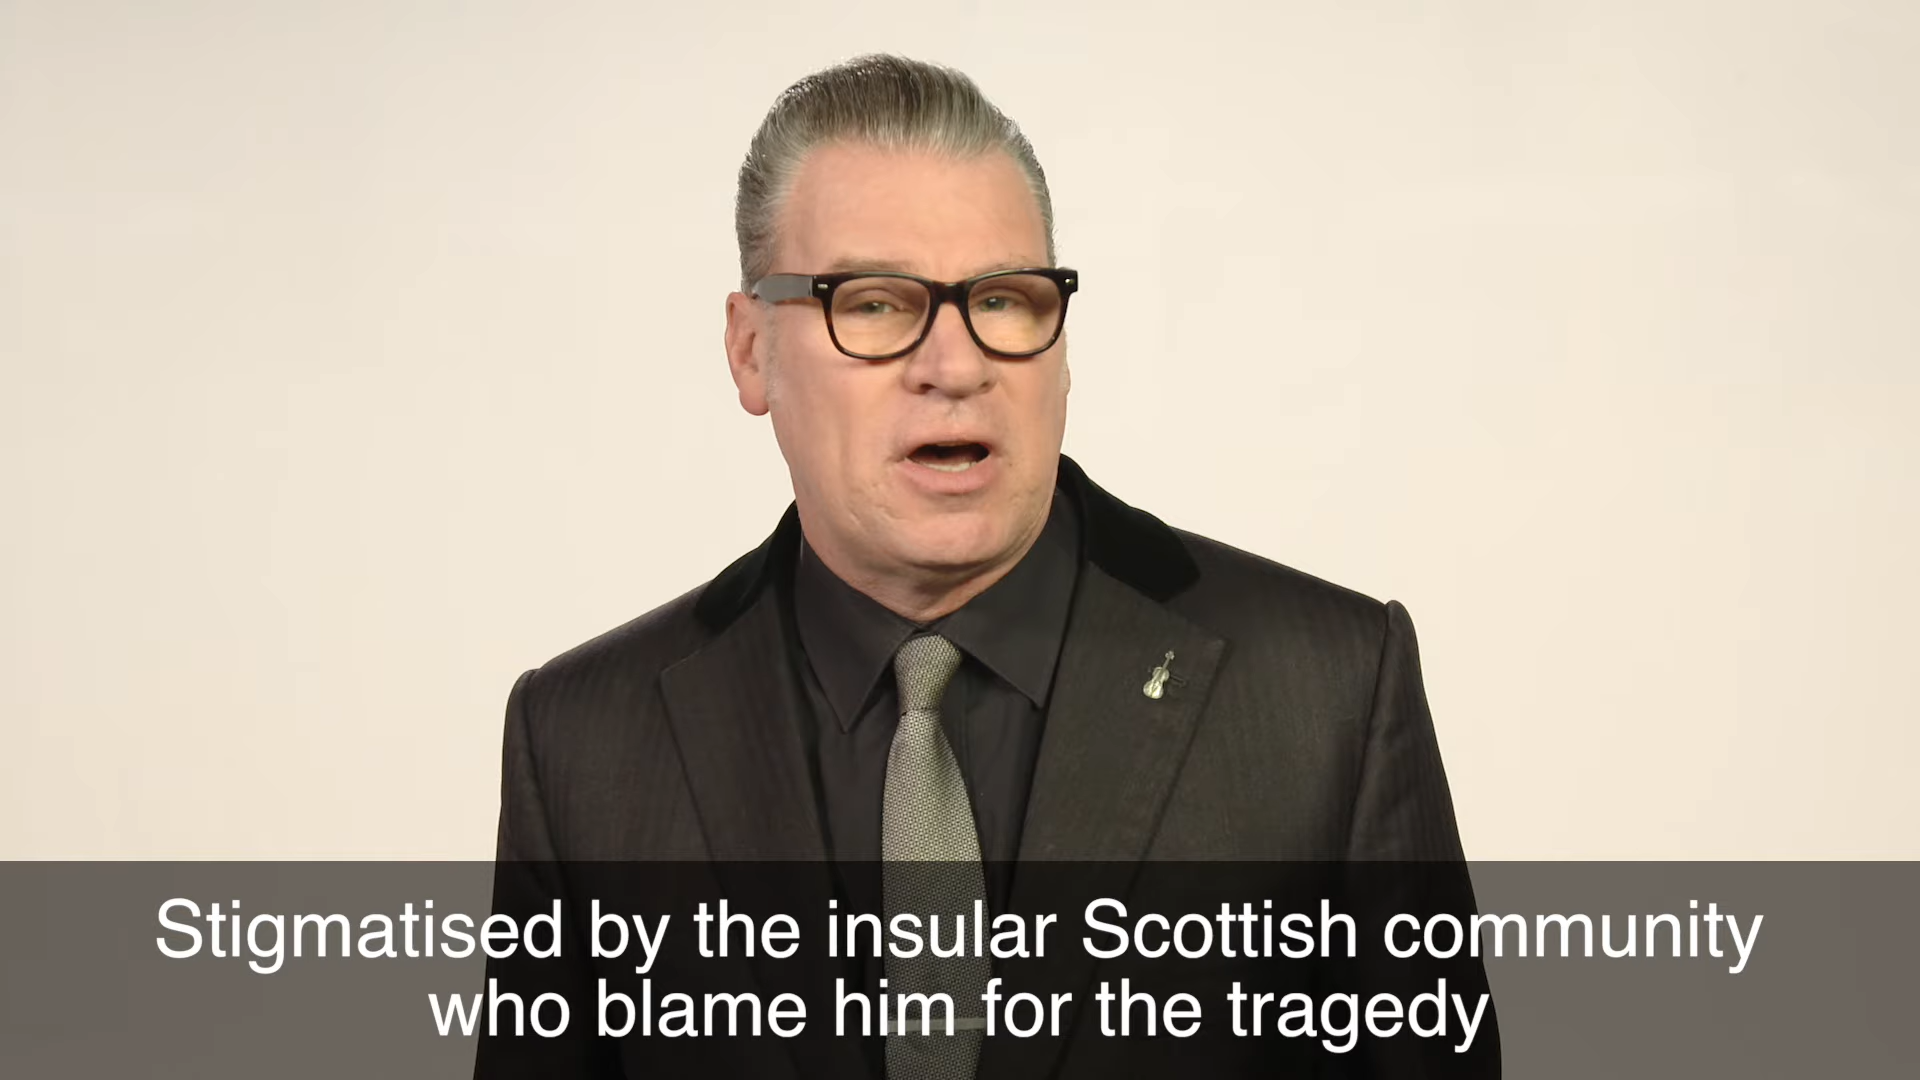 Stigmatised by the insular Scottish community
who blame him for the tragedy